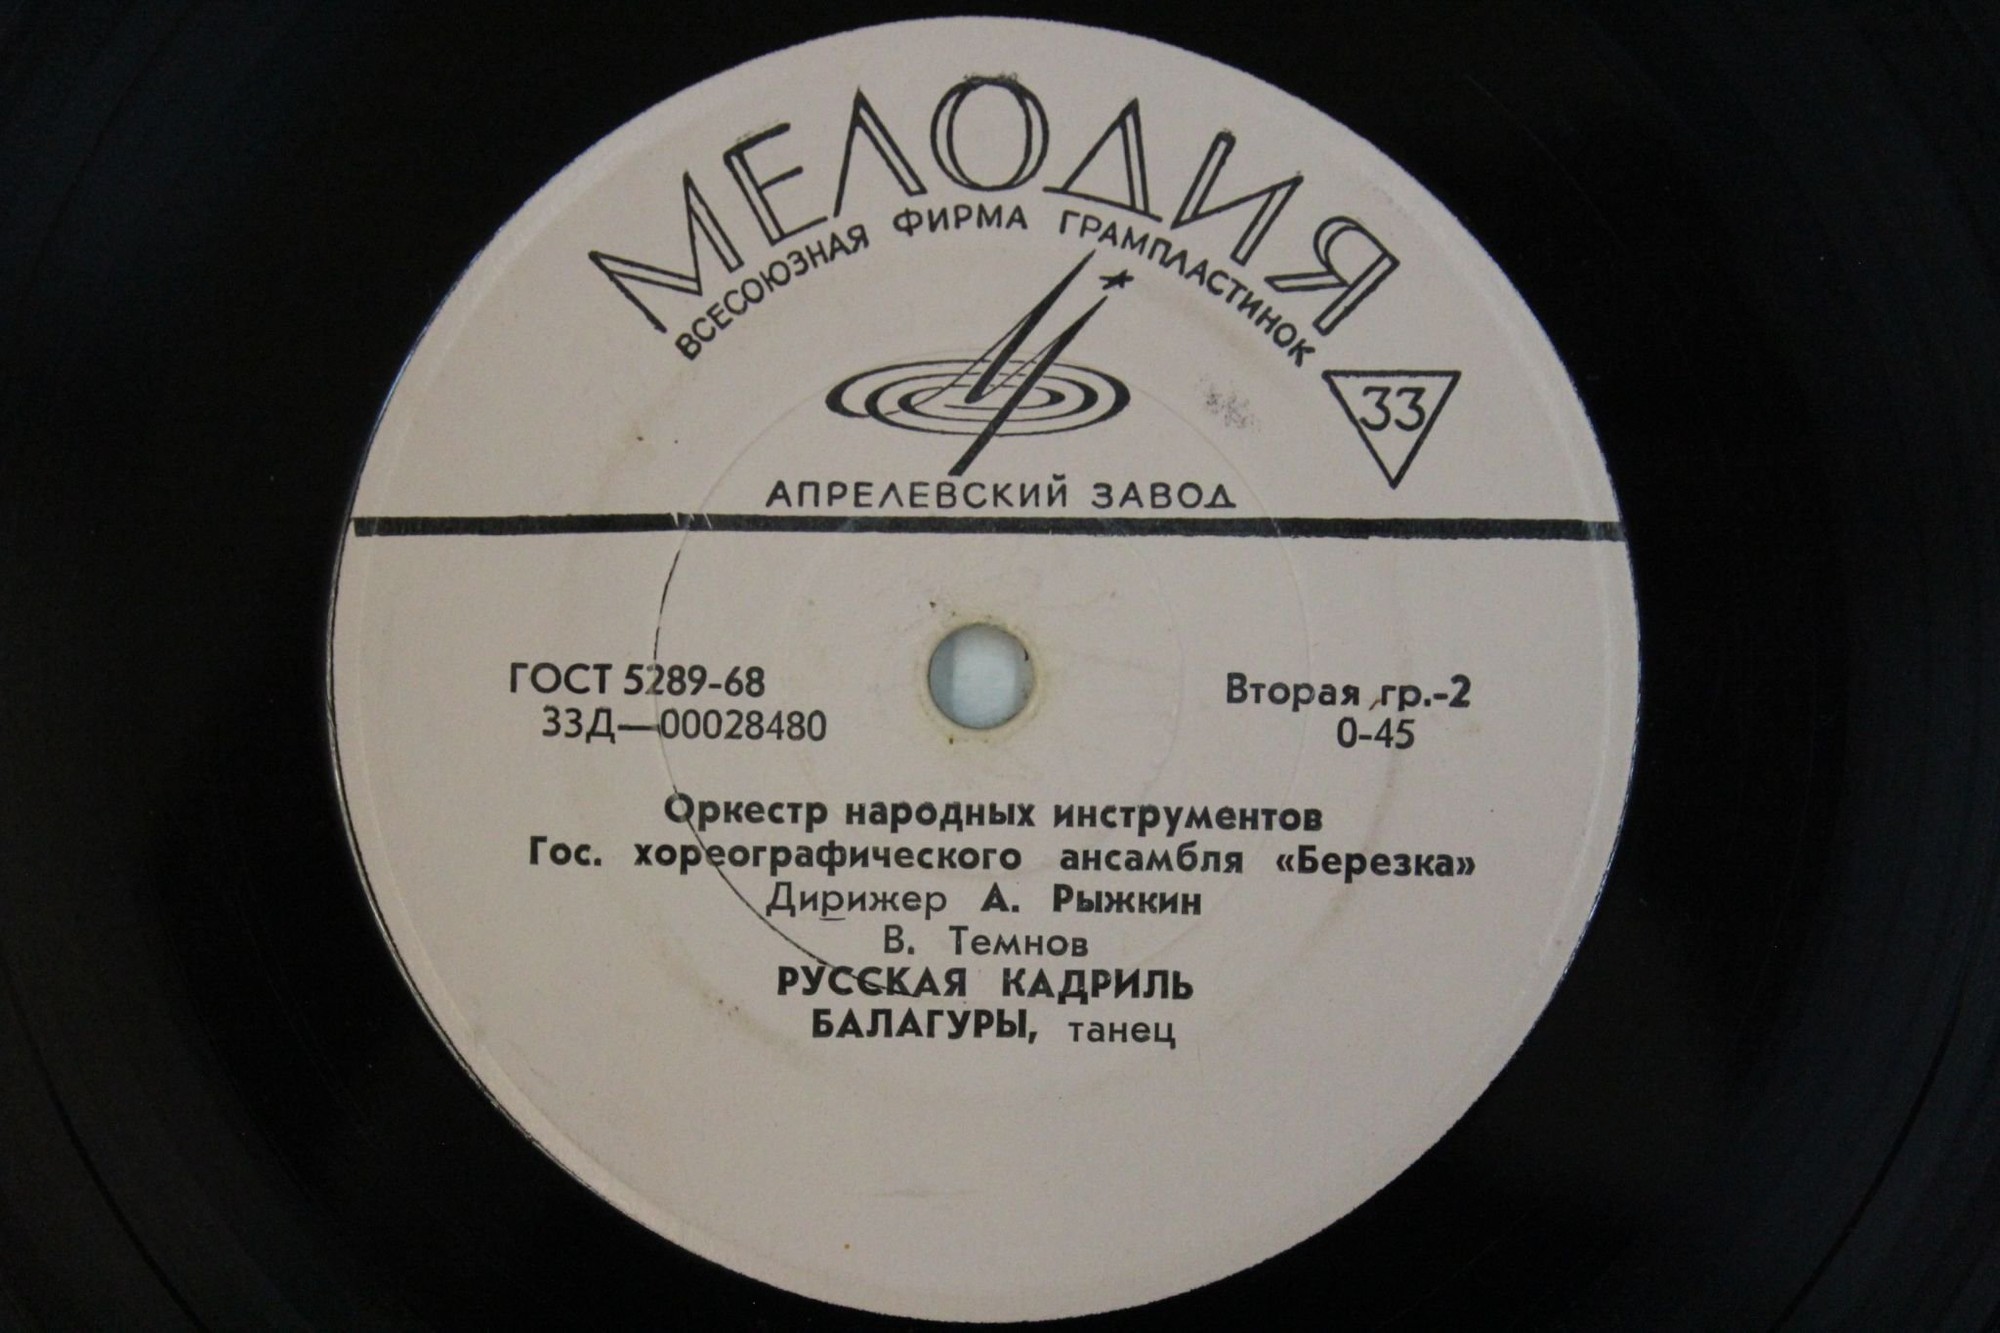 МЕЛОДИЯ
ВСЕСОЮЗНАЯ ФИРМА ГРАМПЛАСТИНОК
33
АПРЕЛЕВСКИЙ ЗАВОД
ГОСТ 5289-68
33Д—00028480
Вторая гр.-2
0-45
Оркестр народных инструментов
Гос. хореографического ансамбля «Березка»
Дирижер А. Рыжкин
В. Темнов
РУССКАЯ КАДРИЛЬ
БАЛАГУРЫ, танец